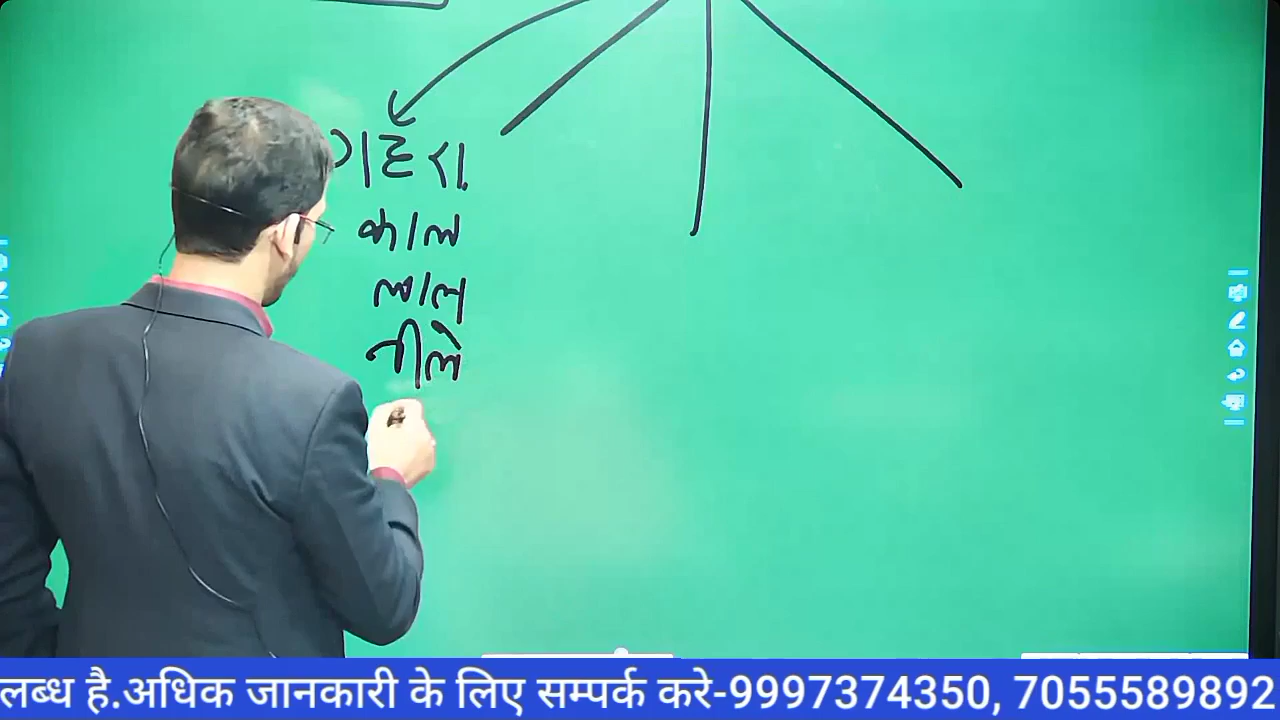 गहरा
काल
लाल
नीले
लब्ध है.अधिक जानकारी के लिए सम्पर्क करे-9997374350, 7055589892